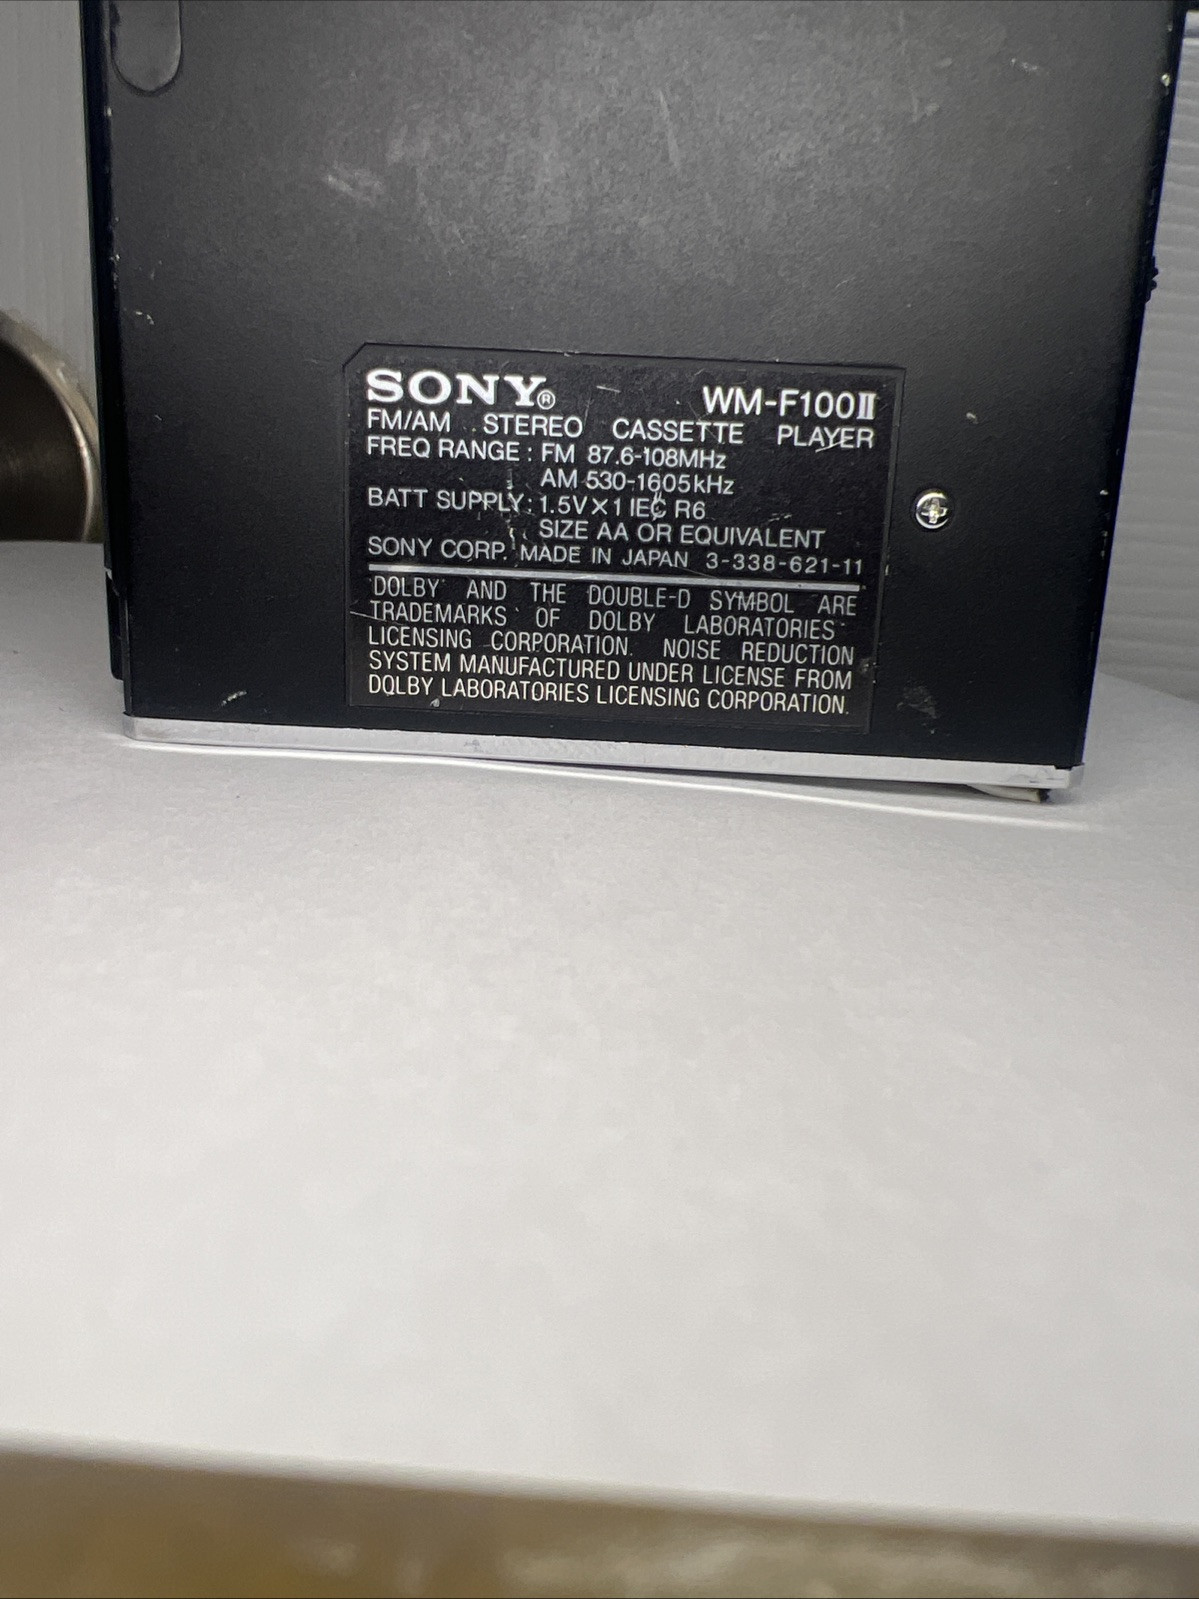 SONY® WM-F100II
FM/AM STEREO CASSETTE PLAYER
FREQ RANGE : FM 87.6-108MHz
AM 530-1605kHz
BATT SUPPLY : 1.5V×1 IEC R6
SIZE AA OR EQUIVALENT
SONY CORP. MADE IN JAPAN 3-338-621-11
DOLBY AND THE DOUBLE-D SYMBOL ARE
TRADEMARKS OF DOLBY LABORATORIES
LICENSING CORPORATION. NOISE REDUCTION
SYSTEM MANUFACTURED UNDER LICENSE FROM
DOLBY LABORATORIES LICENSING CORPORATION.